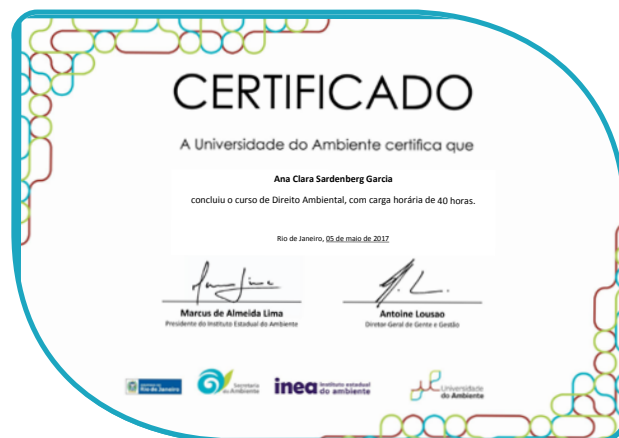 CERTIFICADO
A Universidade do Ambiente certifica que
Ana Clara Sardenberg Garcia
concluiu o curso de Direito Ambiental, com carga horária de 40 horas.
Rio de Janeiro, 05 de maio de 2017
Marcus de Almeida Lima
Presidente do Instituto Estadual do Ambiente
Antoine Lousao
Diretor Geral de Gente e Gestão
Rio de Janeiro
Secretaria
do Ambiente
inea instituto estadual
do ambiente
Universidade
do Ambiente